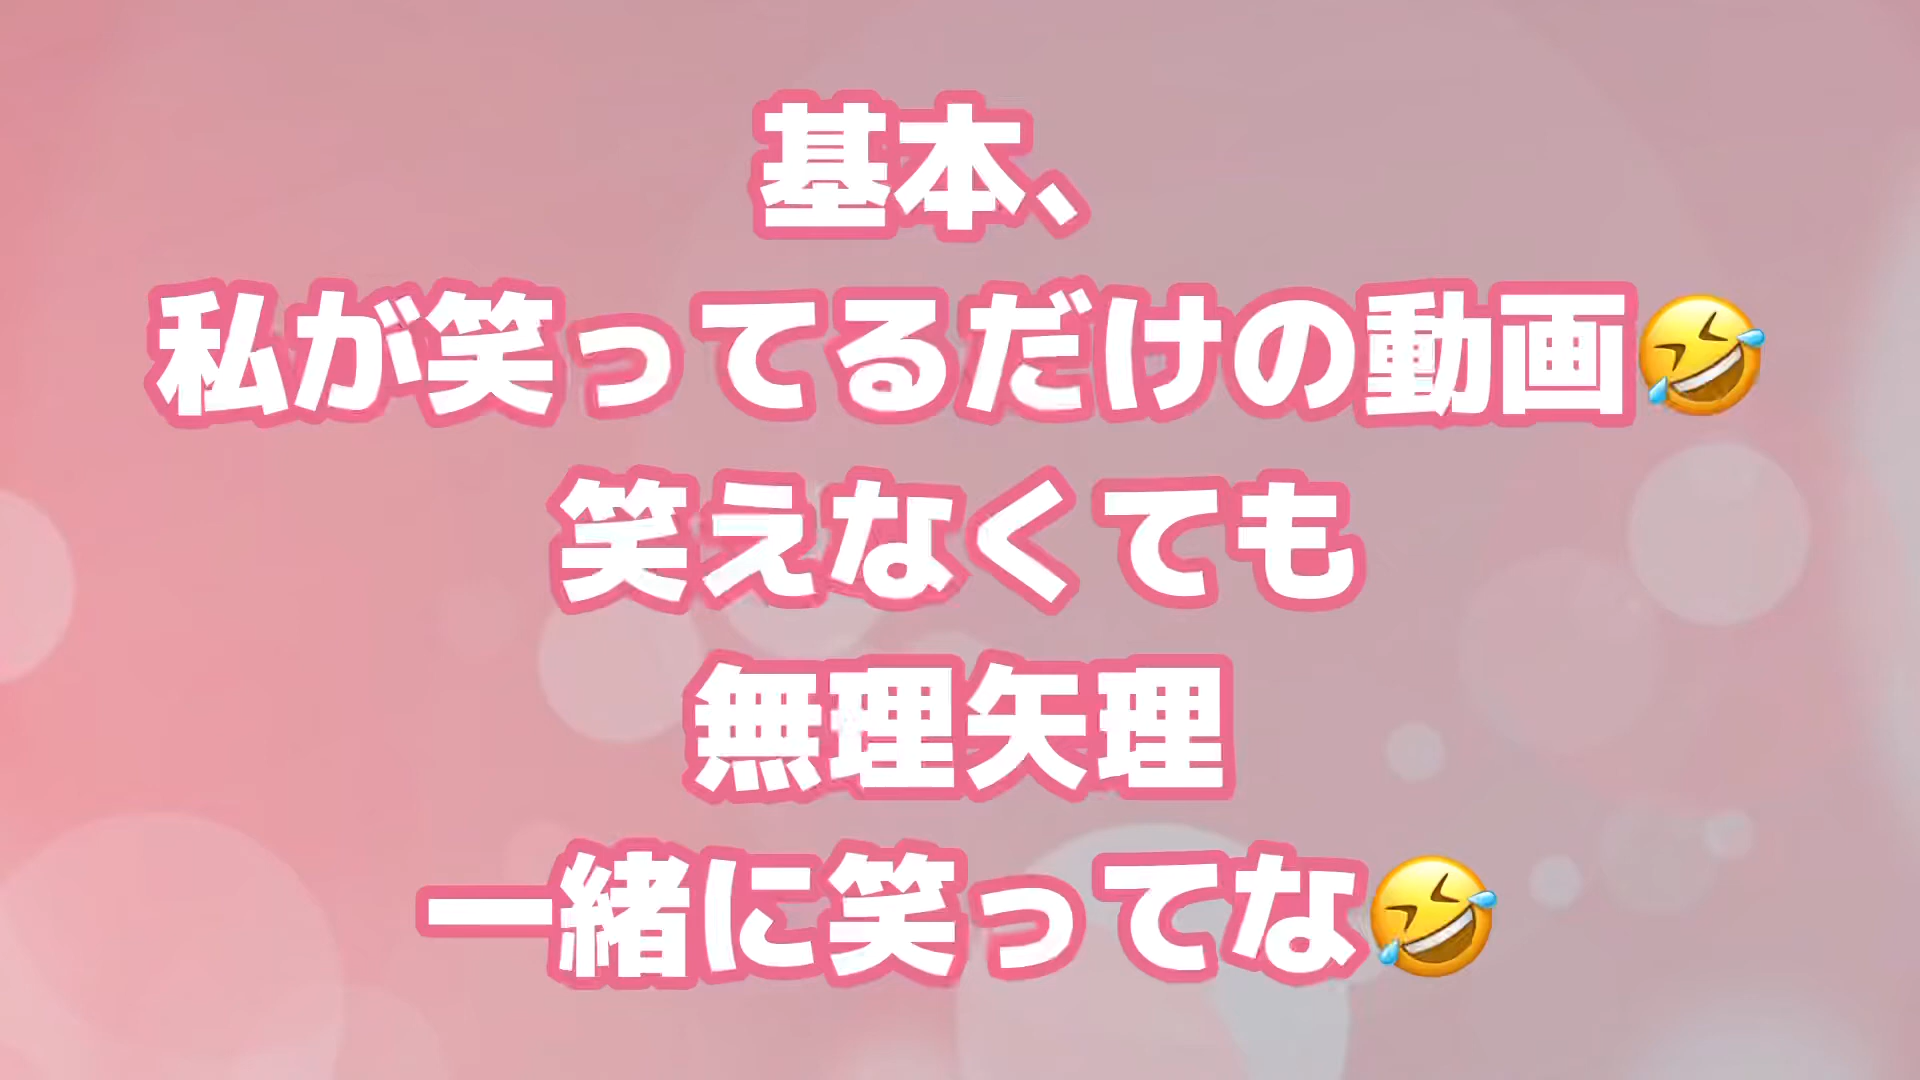 基本、
私が笑ってるだけの動画🤣
笑えなくても
無理矢理
一緒に笑ってな🤣